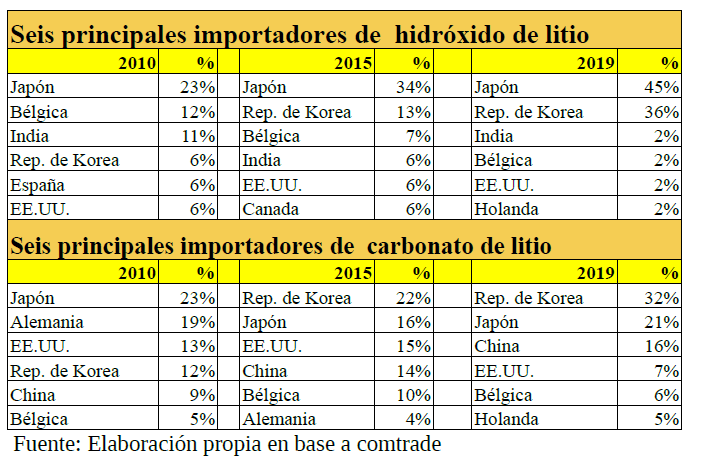 Seis principales importadores de hidróxido de litio
2010 % 2015 % 2019 %
Japón 23% Japón 34% Japón 45%
Bélgica 12% Rep. de Korea 13% Rep. de Korea 36%
India 11% Bélgica 7% India 2%
Rep. de Korea 6% India 6% Bélgica 2%
España 6% EE.UU. 6% EE.UU. 2%
EE.UU. 6% Canada 6% Holanda 2%
Seis principales importadores de carbonato de litio
2010 % 2015 % 2019 %
Japón 23% Rep. de Korea 22% Rep. de Korea 32%
Alemania 19% Japón 16% Japón 21%
EE.UU. 13% EE.UU. 15% China 16%
Rep. de Korea 12% China 14% EE.UU. 7%
China 9% Bélgica 10% Bélgica 6%
Bélgica 5% Alemania 4% Holanda 5%
Fuente: Elaboración propia en base a comtrade